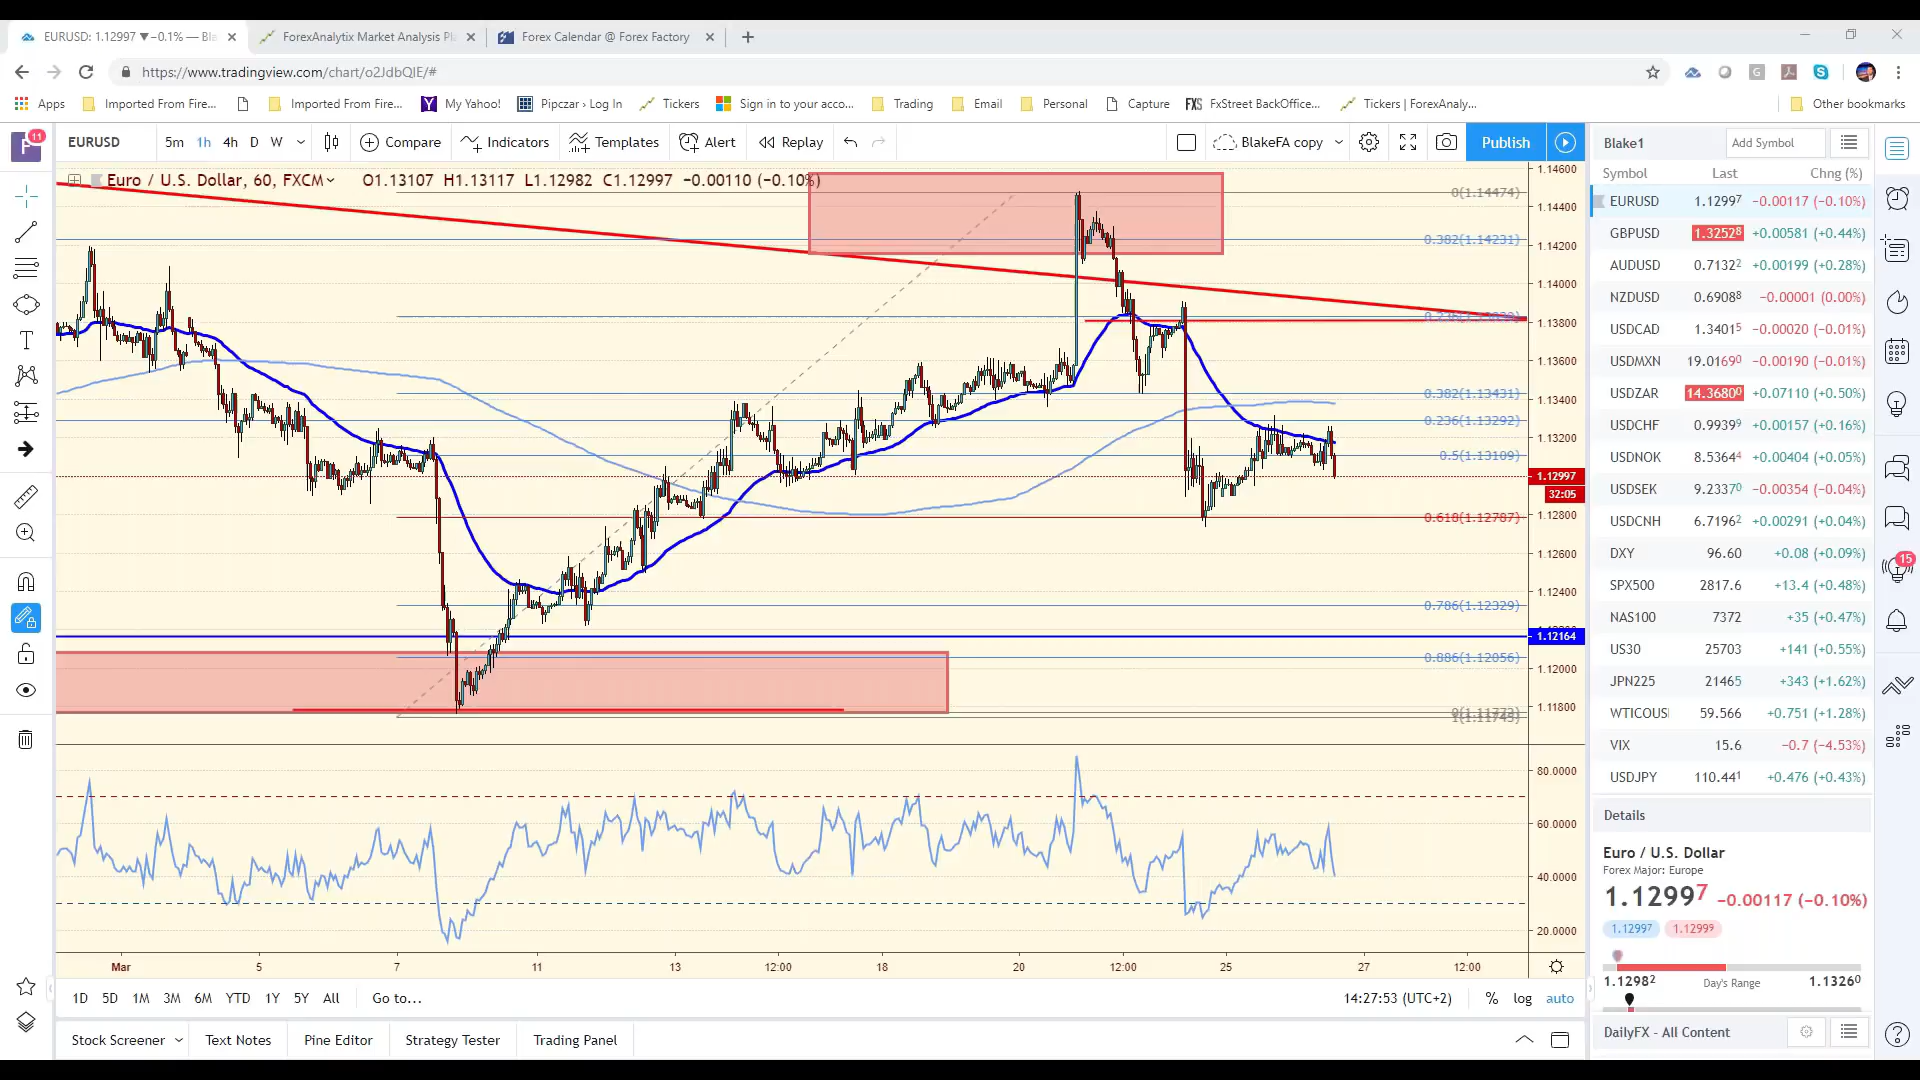 EURUSD: 1.12997 ▼−0.1% — Bla
ForexAnalytix Market Analysis Pl
Forex Calendar @ Forex Factory
https://www.tradingview.com/chart/o2JdbQlE/#
Apps
Imported From Fire...
Imported From Fire...
My Yahoo!
Pipczar › Log In
Tickers
Sign in to your acco...
Trading
Email
Personal
Capture
FXS FxStreet BackOffice...
Tickers | ForexAnaly...
Other bookmarks
11
EURUSD
5m 1h 4h D W
Compare
Indicators
Templates
Alert
Replay
BlakeFA copy
Publish
Blake1
Add Symbol
Euro / U.S. Dollar, 60, FXCM
O1.13107 H1.13117 L1.12982 C1.12997 −0.00110 (−0.10%)
Symbol Last Chng (%)
EURUSD 1.12997 −0.00117 (−0.10%)
GBPUSD 1.32528 +0.00581 (+0.44%)
AUDUSD 0.71322 +0.00199 (+0.28%)
NZDUSD 0.69088 −0.00001 (0.00%)
USDCAD 1.34015 −0.00020 (−0.01%)
USDMXN 19.01690 −0.00190 (−0.01%)
USDZAR 14.36800 +0.07110 (+0.50%)
USDCHF 0.99399 +0.00157 (+0.16%)
USDNOK 8.53644 +0.00404 (+0.05%)
USDSEK 9.23370 −0.00354 (−0.04%)
USDCNH 6.71962 +0.00291 (+0.04%)
DXY 96.60 +0.08 (+0.09%)
SPX500 2817.6 +13.4 (+0.48%)
NAS100 7372 +35 (+0.47%)
US30 25703 +141 (+0.55%)
JPN225 21465 +343 (+1.62%)
WTICOUSI 59.566 +0.751 (+1.28%)
VIX 15.6 −0.7 (−4.53%)
USDJPY 110.441 +0.476 (+0.43%)
15
0(1.14474)
0.382(1.14231)
0.382(1.13431)
0.236(1.13292)
0.5(1.13109)
0.618(1.12787)
0.786(1.12329)
0.886(1.12056)
1.14600
1.14400
1.14200
1.14000
1.13800
1.13600
1.13400
1.13200
1.12997
32:05
1.12800
1.12600
1.12400
1.12164
1.12000
1.11800
80.0000
60.0000
40.0000
20.0000
Mar 5 7 11 13 12:00 18 20 12:00 25 27 12:00
Details
Euro / U.S. Dollar
Forex Major: Europe
1.12997 −0.00117 (−0.10%)
1.12997 1.12999
1.12982 Day's Range 1.13260
DailyFX - All Content
1D 5D 1M 3M 6M YTD 1Y 5Y All Go to...
14:27:53 (UTC+2) % log auto
Stock Screener
Text Notes
Pine Editor
Strategy Tester
Trading Panel